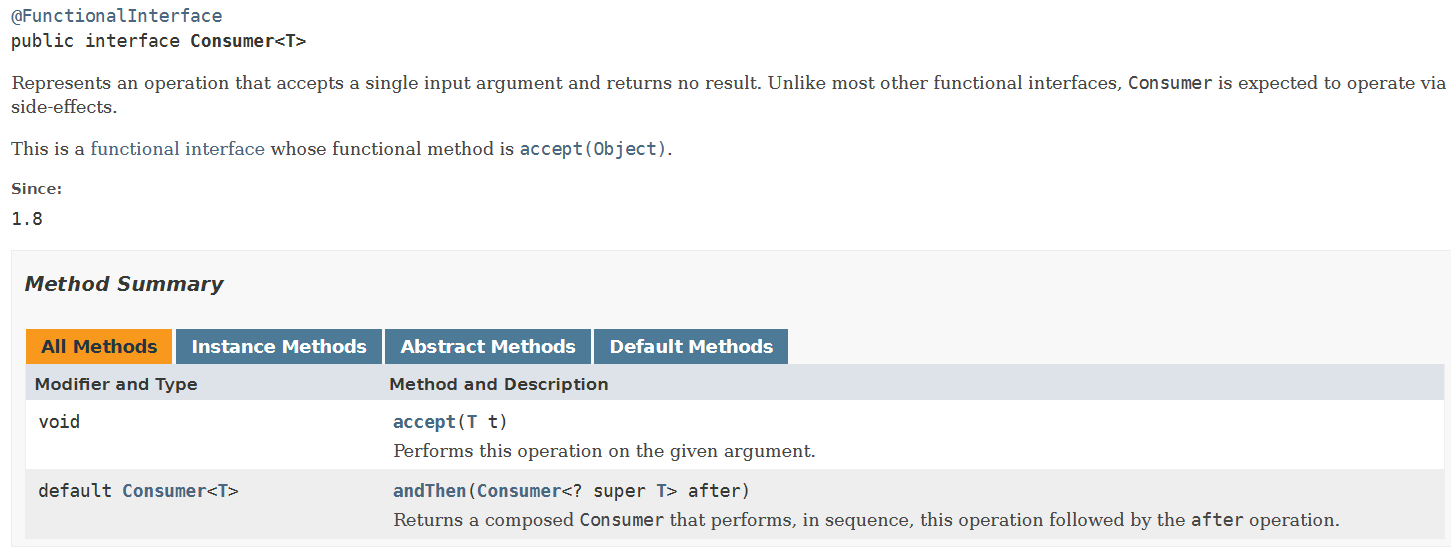 @FunctionalInterface
public interface Consumer<T>
Represents an operation that accepts a single input argument and returns no result. Unlike most other functional interfaces, Consumer is expected to operate via
side-effects.
This is a functional interface whose functional method is accept(Object).
Since:
1.8
Method Summary
All Methods Instance Methods Abstract Methods Default Methods
Modifier and Type Method and Description
void accept(T t)
Performs this operation on the given argument.
default Consumer<T> andThen(Consumer<? super T> after)
Returns a composed Consumer that performs, in sequence, this operation followed by the after operation.